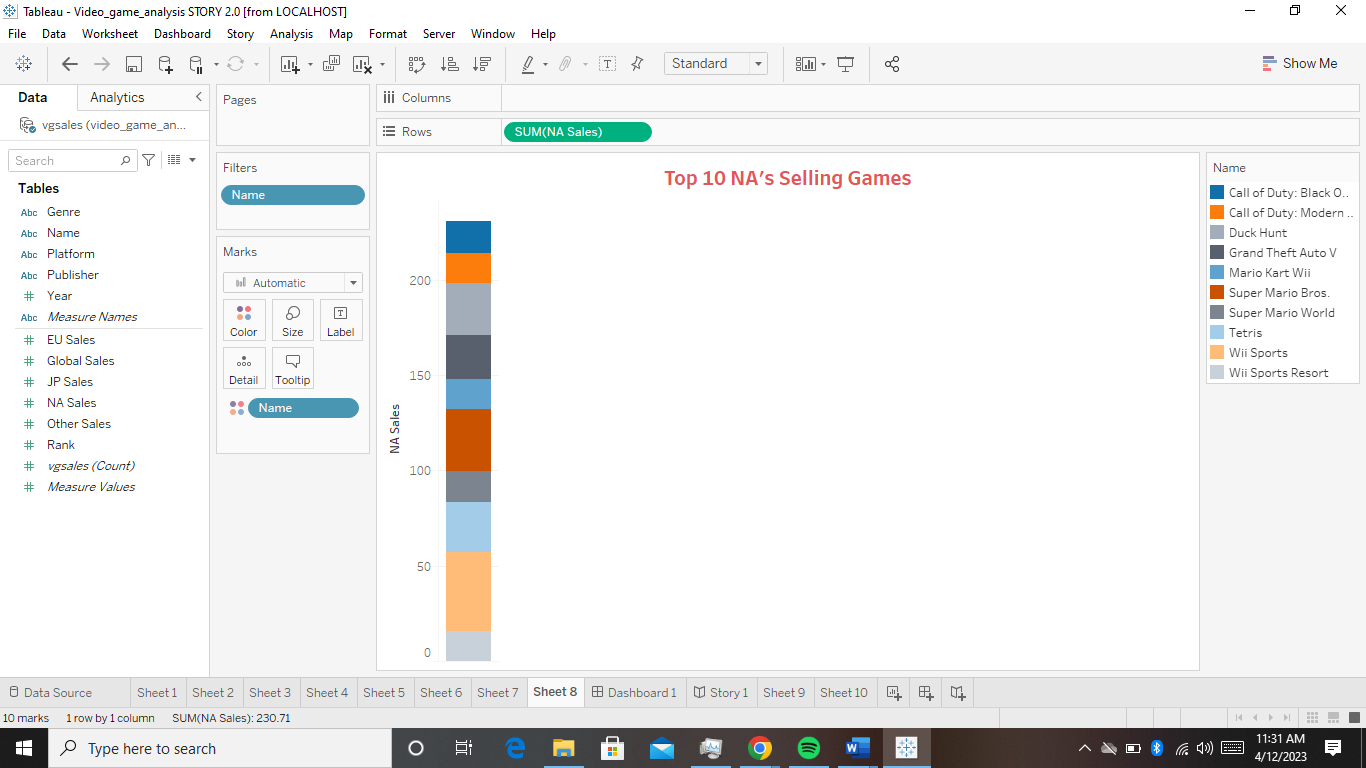 Tableau - Video_game_analysis STORY 2.0 [from LOCALHOST]
File Data Worksheet Dashboard Story Analysis Map Format Server Window Help
Standard
Show Me
Data Analytics
vgsales (video_game_an...
Search
Tables
Abc Genre
Abc Name
Abc Platform
Abc Publisher
# Year
Abc Measure Names
# EU Sales
# Global Sales
# JP Sales
# NA Sales
# Other Sales
# Rank
# vgsales (Count)
# Measure Values
Pages
Filters
Name
Marks
Automatic
Color Size Label
Detail Tooltip
Name
Columns
Rows SUM(NA Sales)
Top 10 NA's Selling Games
NA Sales
200
150
100
50
0
Name
Call of Duty: Black O..
Call of Duty: Modern ..
Duck Hunt
Grand Theft Auto V
Mario Kart Wii
Super Mario Bros.
Super Mario World
Tetris
Wii Sports
Wii Sports Resort
Data Source Sheet 1 Sheet 2 Sheet 3 Sheet 4 Sheet 5 Sheet 6 Sheet 7 Sheet 8 Dashboard 1 Story 1 Sheet 9 Sheet 10
10 marks 1 row by 1 column SUM(NA Sales): 230.71
Type here to search
11:31 AM
4/12/2023